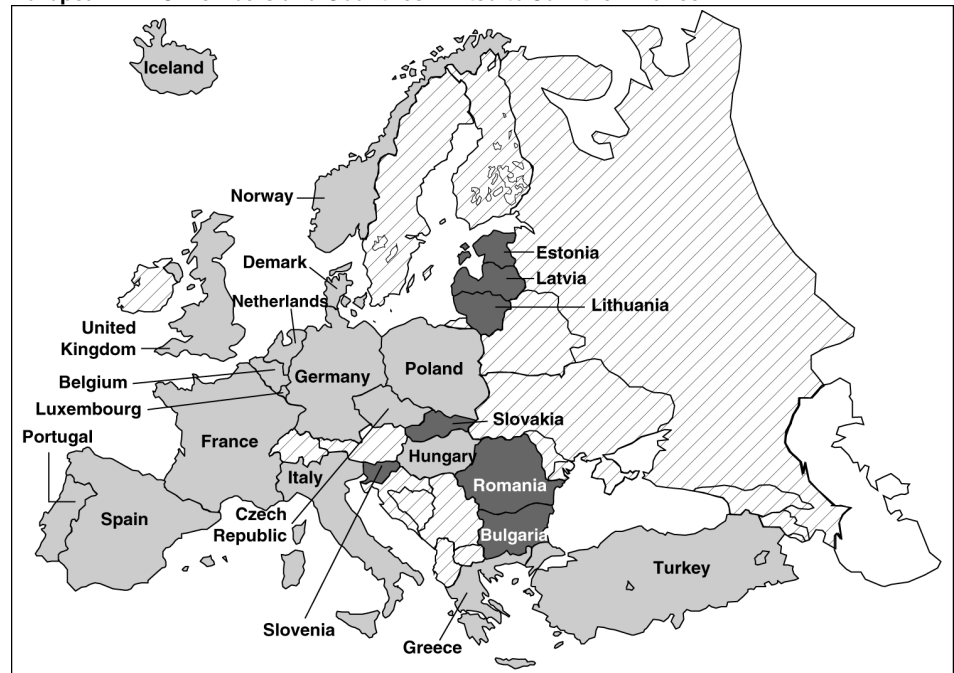 Iceland
Norway
Estonia
Demark
Latvia
Netherlands
Lithuania
United
Kingdom
Poland
Belgium
Germany
Luxembourg
Slovakia
Portugal
France
Hungary
Italy
Romania
Spain
Czech
Republic
Bulgaria
Turkey
Slovenia
Greece